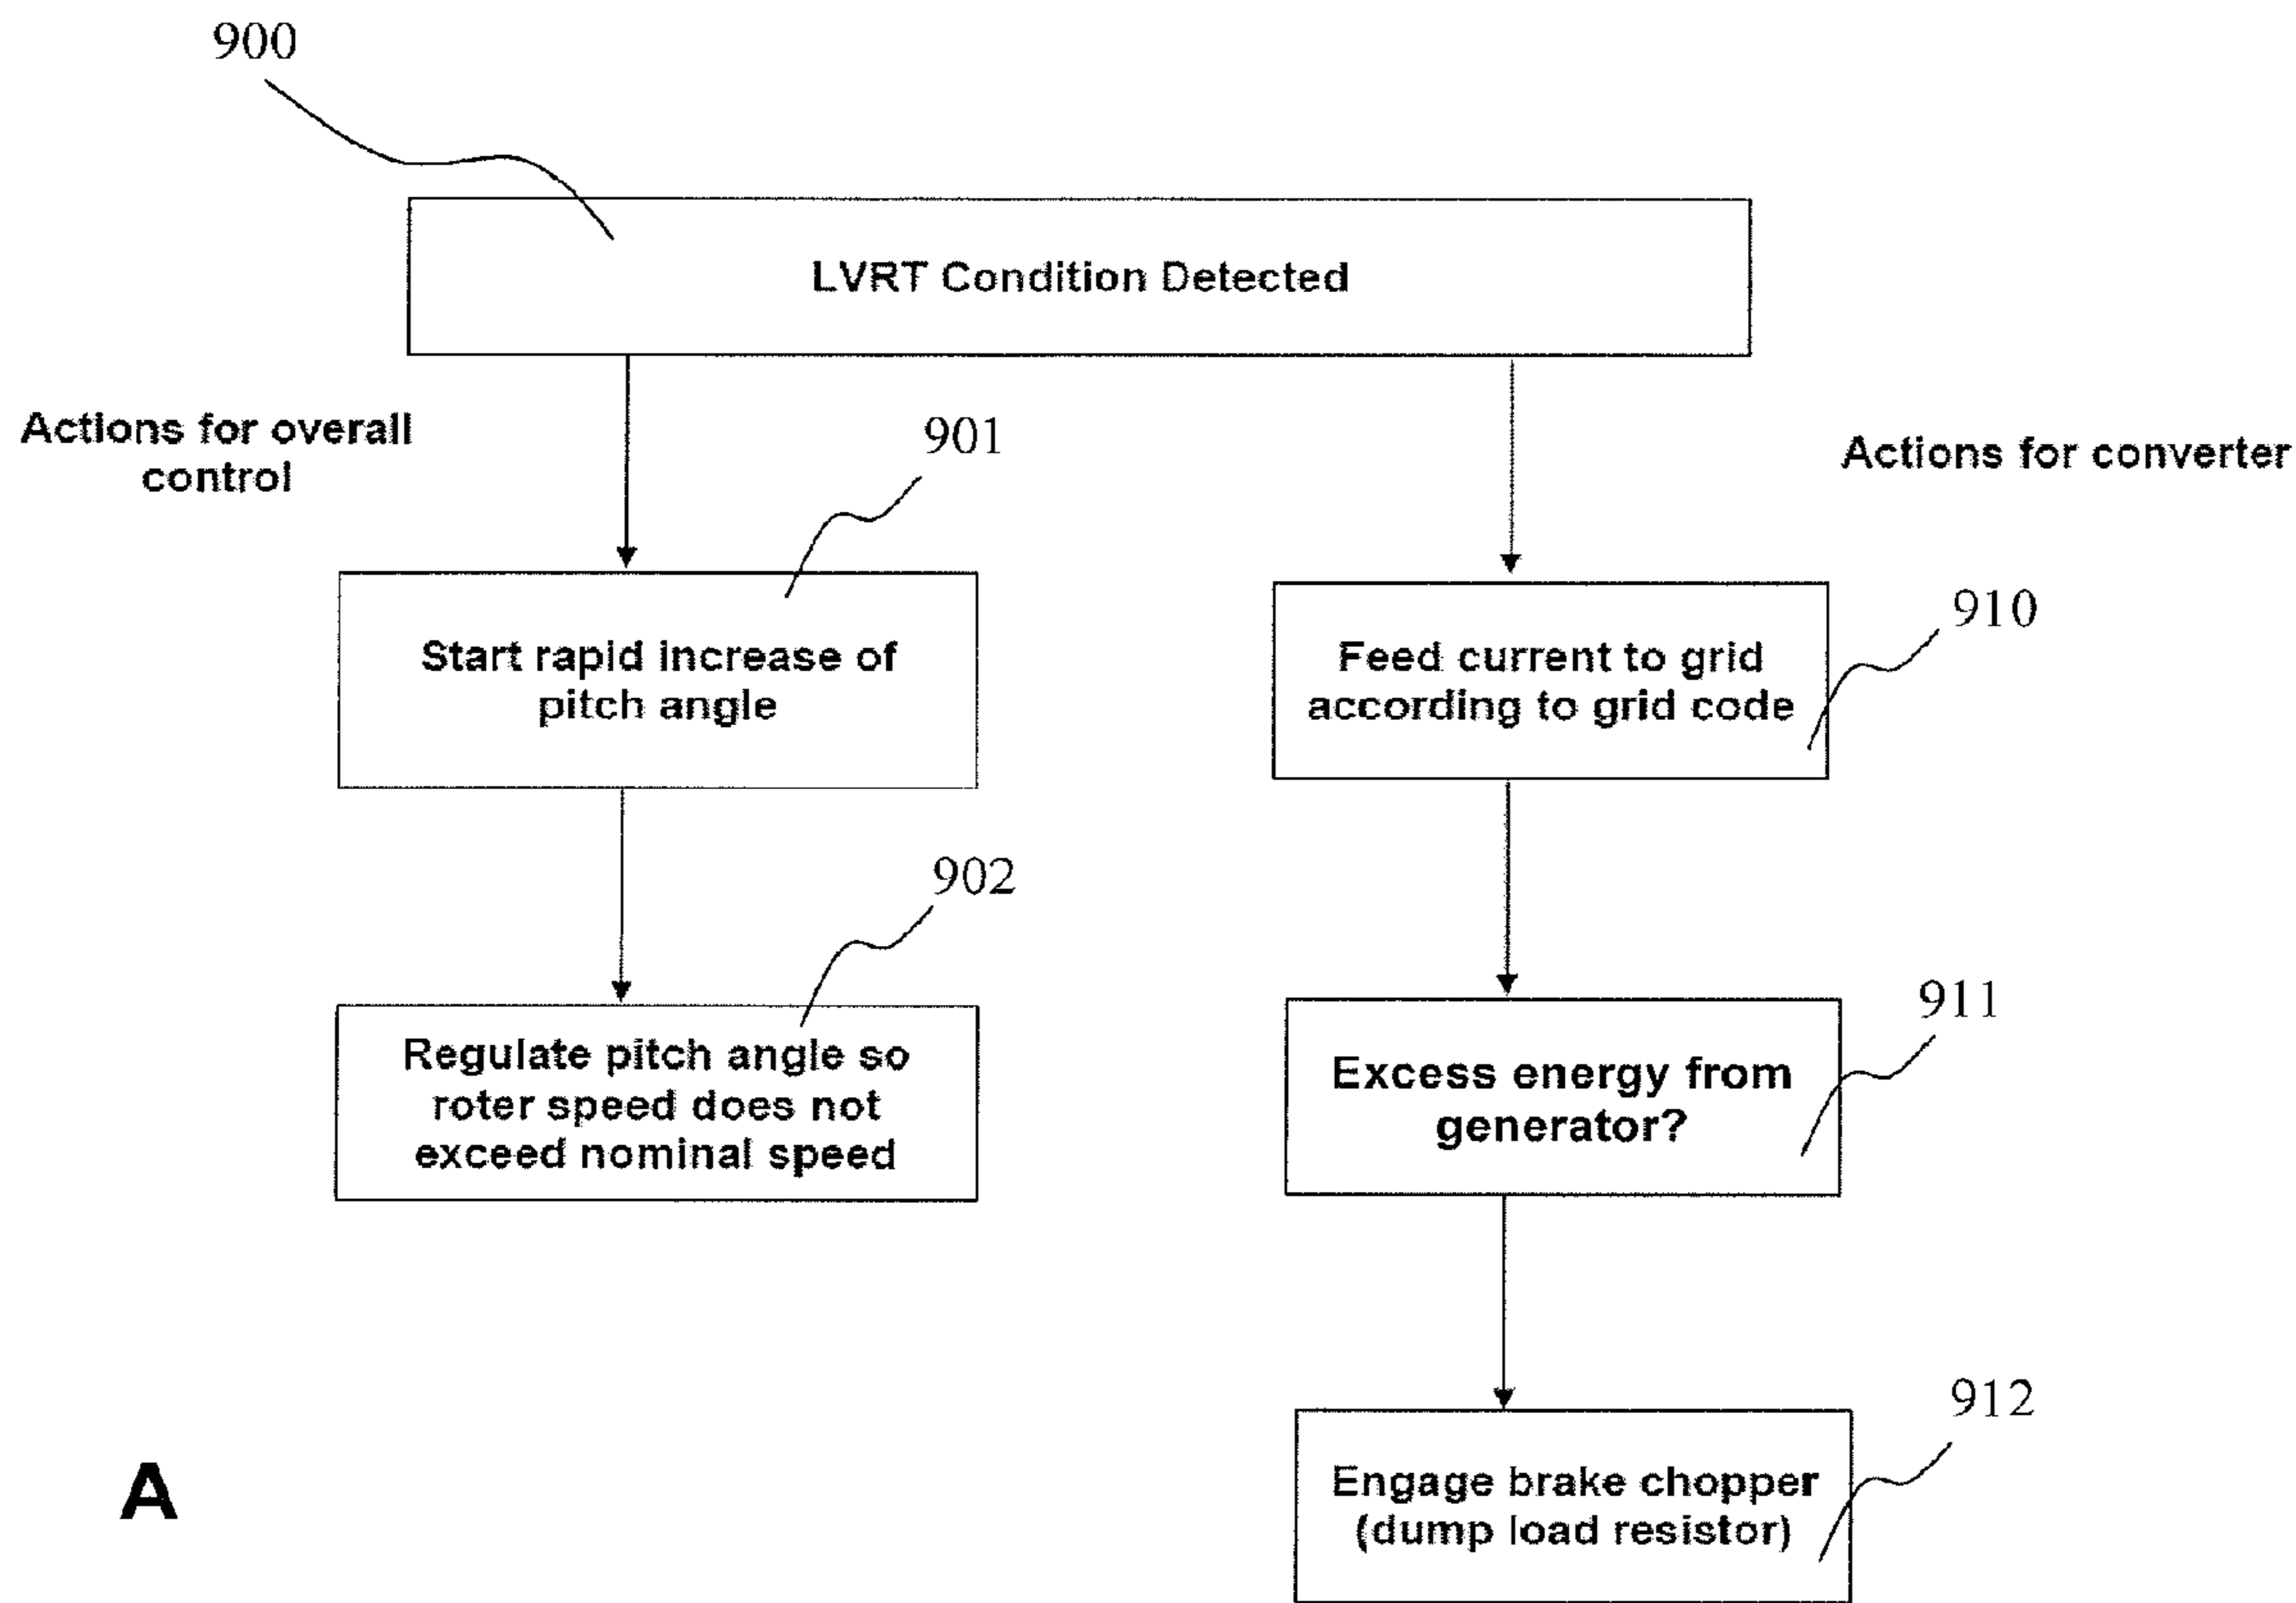 900
LVRT Condition Detected
Actions for overall
control
Actions for converter
901
Start rapid increase of
pitch angle
910
Feed current to grid
according to grid code
902
Regulate pitch angle so
roter speed does not
exceed nominal speed
911
Excess energy from
generator?
912
Engage brake chopper
(dump load resistor)
A